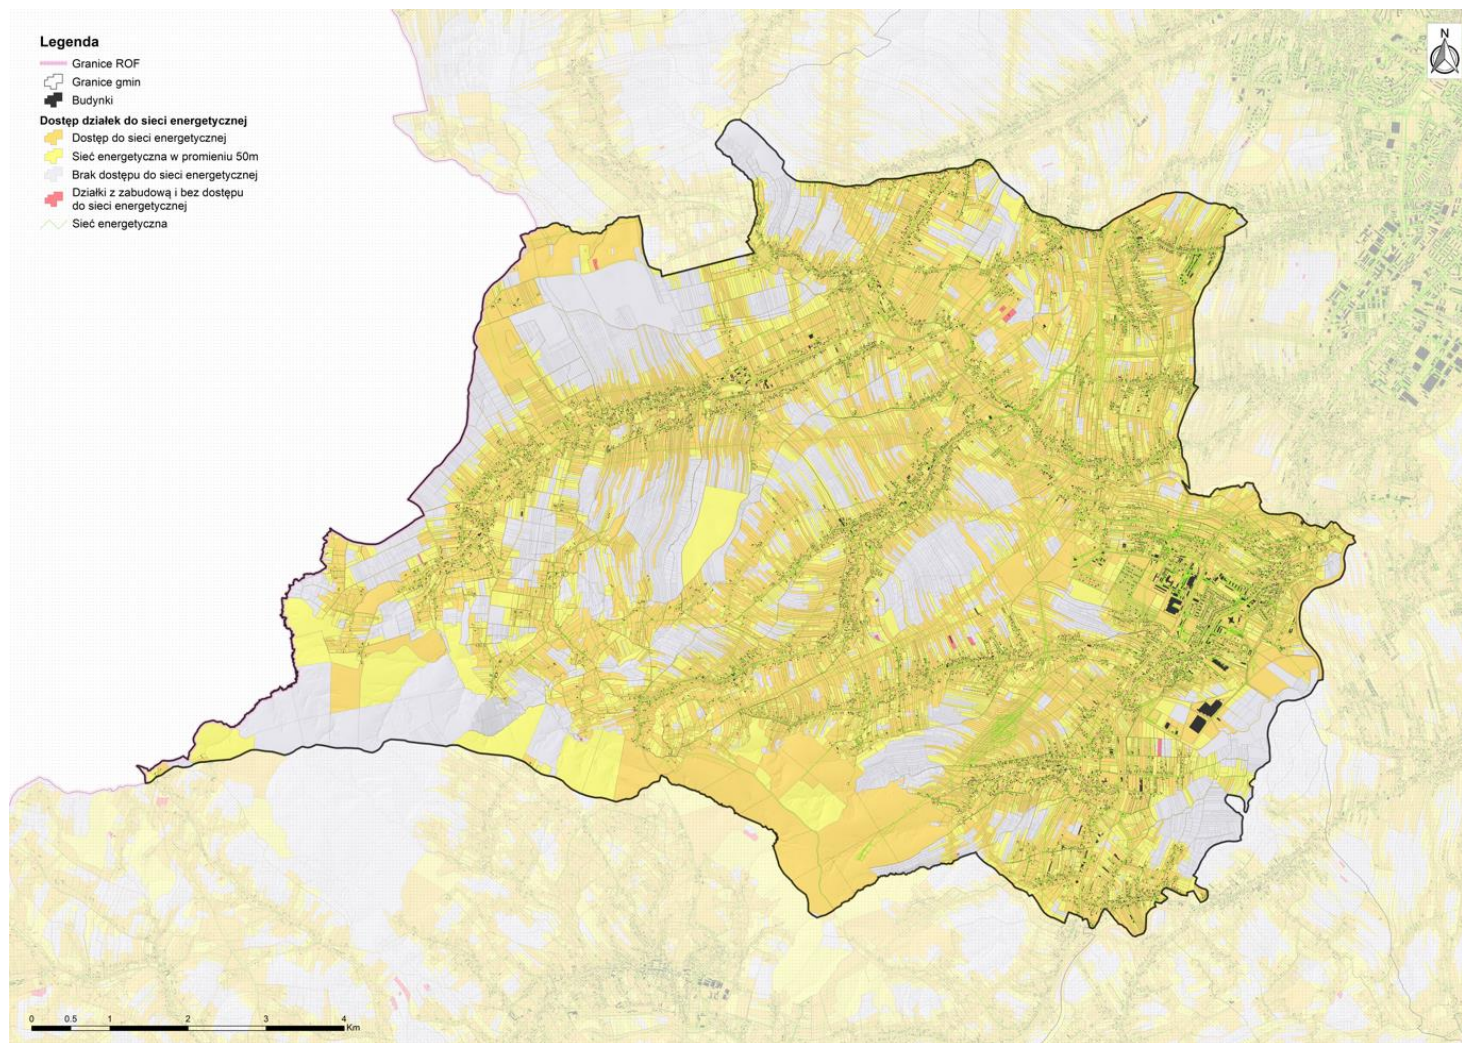 Legenda
Granice ROF
Granice gmin
Budynki
Dostęp działek do sieci energetycznej
Dostęp do sieci energetycznej
Sieć energetyczna w promieniu 50m
Brak dostępu do sieci energetycznej
Działki z zabudową i bez dostępu
do sieci energetycznej
Sieć energetyczna
N
0 0.5 1 2 3 4
Km